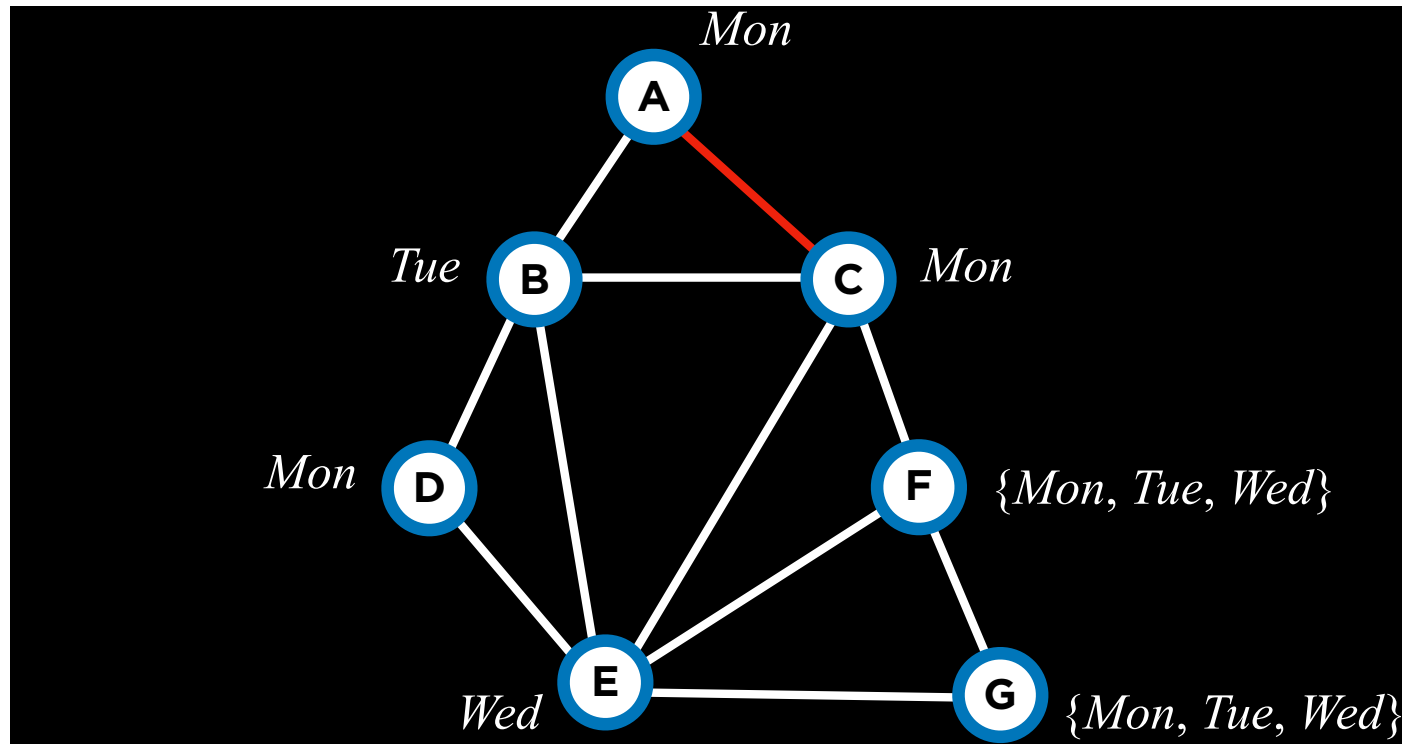 Mon
A
Tue
B
C
Mon
Mon
D
F
{Mon, Tue, Wed}
E
Wed
G
{Mon, Tue, Wed}